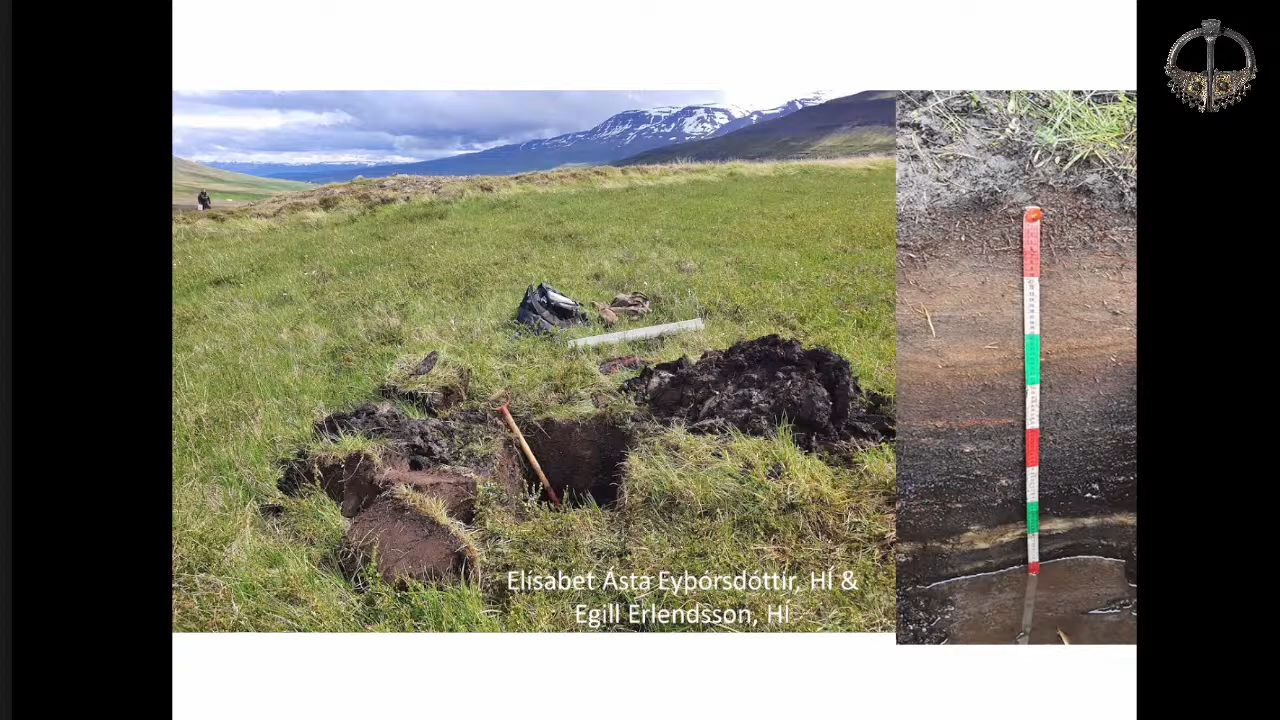 Elísabet Ásta Eyþórsdóttir, HÍ &
Egill Erlendsson, HÍ